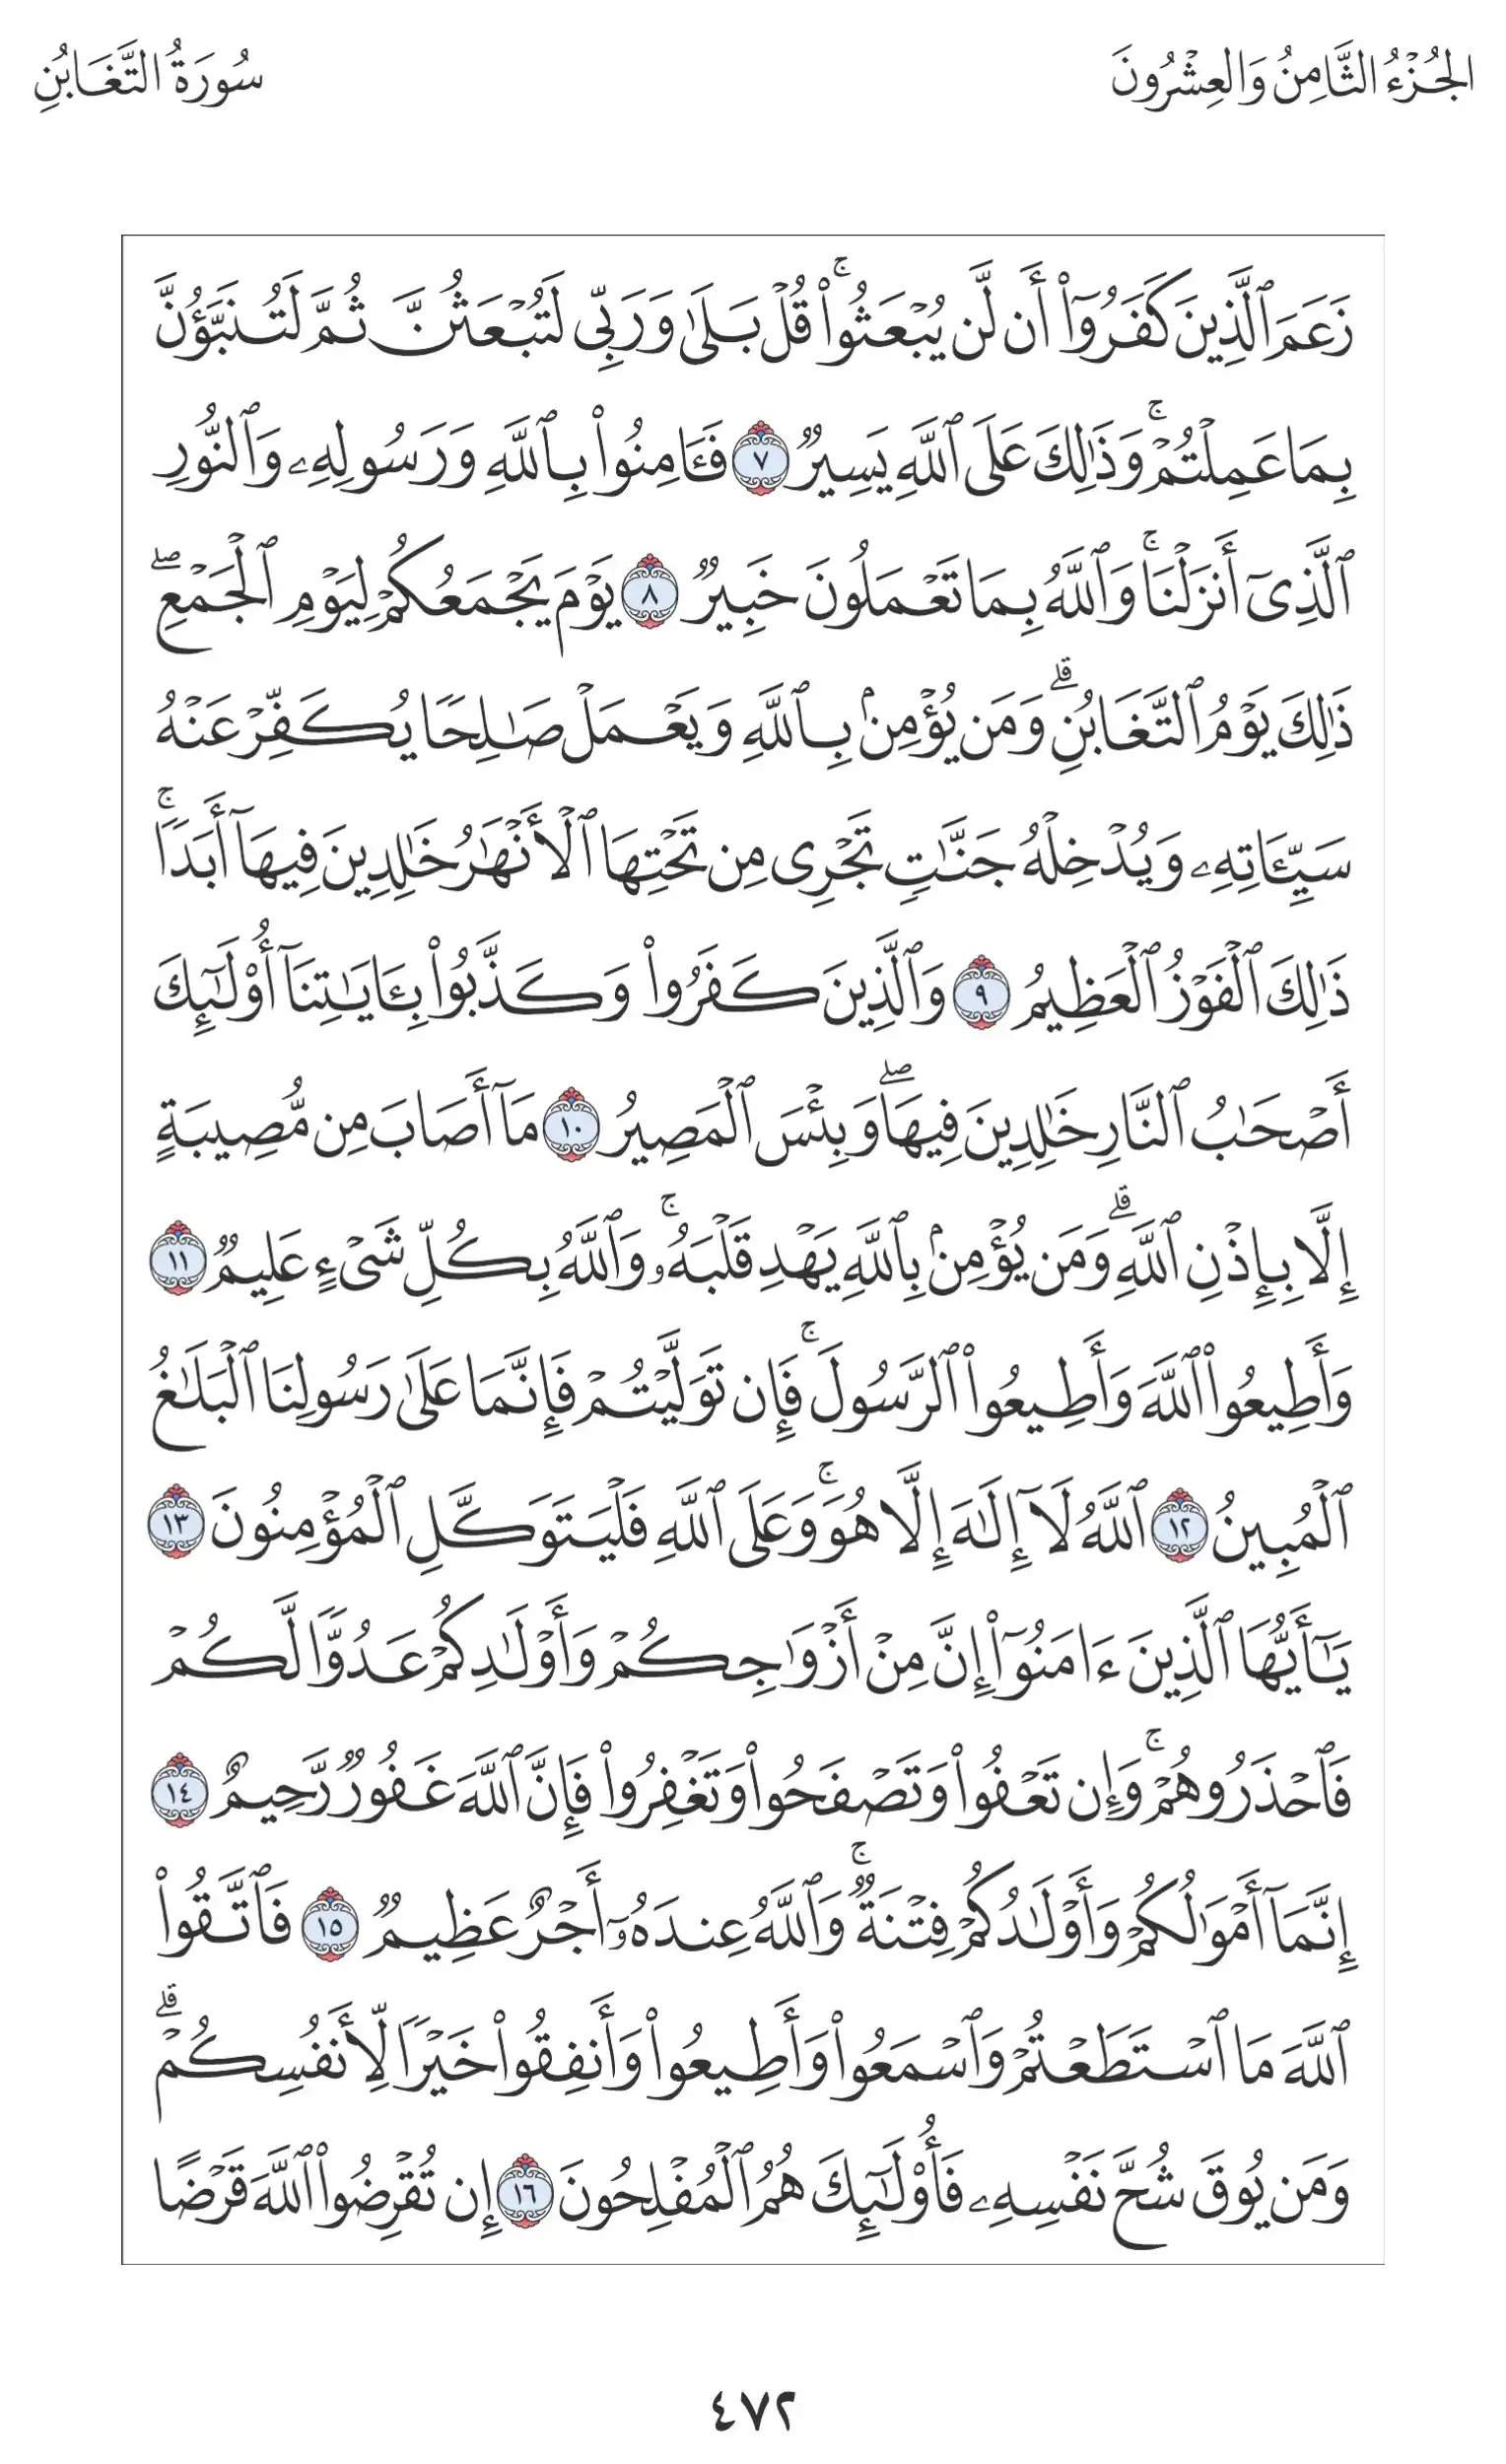 الجُزْءُ الثَّامِنُ وَالعِشْرُونَ
سُورَةُ التَّغَابُنِ
زَعَمَ ٱلَّذِينَ كَفَرُوٓا۟ أَن لَّن يُبْعَثُوا۟ ۚ قُلْ بَلَىٰ وَرَبِّى لَتُبْعَثُنَّ ثُمَّ لَتُنَبَّؤُنَّ
بِمَا عَمِلْتُمْ ۚ وَذَٰلِكَ عَلَى ٱللَّهِ يَسِيرٌ ٧ فَـَٔامِنُوا۟ بِٱللَّهِ وَرَسُولِهِۦ وَٱلنُّورِ
ٱلَّذِىٓ أَنزَلْنَا ۚ وَٱللَّهُ بِمَا تَعْمَلُونَ خَبِيرٌ ٨ يَوْمَ يَجْمَعُكُمْ لِيَوْمِ ٱلْجَمْعِ ۖ
ذَٰلِكَ يَوْمُ ٱلتَّغَابُنِ ۗ وَمَن يُؤْمِنۢ بِٱللَّهِ وَيَعْمَلْ صَـٰلِحًا يُكَفِّرْ عَنْهُ
سَيِّـَٔاتِهِۦ وَيُدْخِلْهُ جَنَّـٰتٍ تَجْرِى مِن تَحْتِهَا ٱلْأَنْهَـٰرُ خَـٰلِدِينَ فِيهَآ أَبَدًا ۚ
ذَٰلِكَ ٱلْفَوْزُ ٱلْعَظِيمُ ٩ وَٱلَّذِينَ كَفَرُوا۟ وَكَذَّبُوا۟ بِـَٔايَـٰتِنَآ أُو۟لَـٰٓئِكَ
أَصْحَـٰبُ ٱلنَّارِ خَـٰلِدِينَ فِيهَا ۖ وَبِئْسَ ٱلْمَصِيرُ ١٠ مَآ أَصَابَ مِن مُّصِيبَةٍ
إِلَّا بِإِذْنِ ٱللَّهِ ۗ وَمَن يُؤْمِنۢ بِٱللَّهِ يَهْدِ قَلْبَهُۥ ۚ وَٱللَّهُ بِكُلِّ شَىْءٍ عَلِيمٌ ١١
وَأَطِيعُوا۟ ٱللَّهَ وَأَطِيعُوا۟ ٱلرَّسُولَ ۚ فَإِن تَوَلَّيْتُمْ فَإِنَّمَا عَلَىٰ رَسُولِنَا ٱلْبَلَـٰغُ
ٱلْمُبِينُ ١٢ ٱللَّهُ لَآ إِلَـٰهَ إِلَّا هُوَ ۚ وَعَلَى ٱللَّهِ فَلْيَتَوَكَّلِ ٱلْمُؤْمِنُونَ ١٣
يَـٰٓأَيُّهَا ٱلَّذِينَ ءَامَنُوٓا۟ إِنَّ مِنْ أَزْوَٰجِكُمْ وَأَوْلَـٰدِكُمْ عَدُوًّا لَّكُمْ
فَٱحْذَرُوهُمْ ۚ وَإِن تَعْفُوا۟ وَتَصْفَحُوا۟ وَتَغْفِرُوا۟ فَإِنَّ ٱللَّهَ غَفُورٌ رَّحِيمٌ ١٤
إِنَّمَآ أَمْوَٰلُكُمْ وَأَوْلَـٰدُكُمْ فِتْنَةٌ ۚ وَٱللَّهُ عِندَهُۥٓ أَجْرٌ عَظِيمٌ ١٥ فَٱتَّقُوا۟
ٱللَّهَ مَا ٱسْتَطَعْتُمْ وَٱسْمَعُوا۟ وَأَطِيعُوا۟ وَأَنفِقُوا۟ خَيْرًا لِّأَنفُسِكُمْ ۗ
وَمَن يُوقَ شُحَّ نَفْسِهِۦ فَأُو۟لَـٰٓئِكَ هُمُ ٱلْمُفْلِحُونَ ١٦ إِن تُقْرِضُوا۟ ٱللَّهَ قَرْضًا
٤٧٢